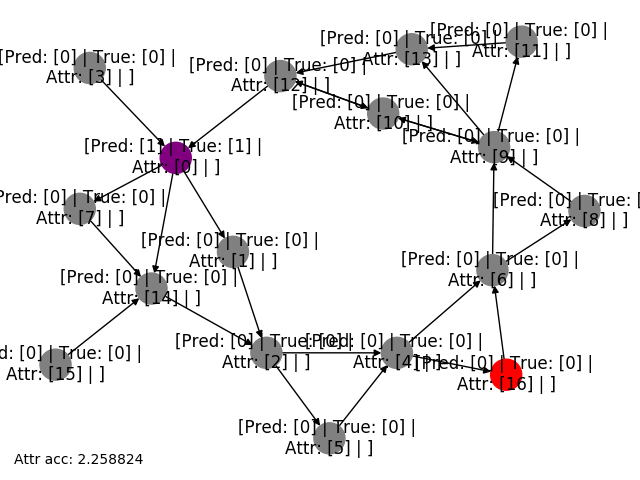 [Pred: [0] | True: [0] |
Attr: [11] | ]
[Pred: [0] | True: [0] |
Attr: [13] | ]
[Pred: [0] | True: [0] |
Attr: [3] | ]
[Pred: [0] | True: [0] |
Attr: [12] | ]
[Pred: [0] | True: [0] |
Attr: [10] | ]
[Pred: [0] | True: [0] |
Attr: [9] | ]
[Pred: [1] | True: [1] |
Attr: [0] | ]
Pred: [0] | True: [0] |
Attr: [7] | ]
[Pred: [0] | True: [
Attr: [8] | ]
[Pred: [0] | True: [0] |
Attr: [1] | ]
[Pred: [0] | True: [0] |
Attr: [6] | ]
[Pred: [0] | True: [0] |
Attr: [14] | ]
[Pred: [0] | True: [0] |
Attr: [2] | ]
[Pred: [0] | True: [0] |
Attr: [4] | ]
d: [0] | True: [0] |
Attr: [15] | ]
[Pred: [0] | True: [0] |
Attr: [16] | ]
[Pred: [0] | True: [0] |
Attr: [5] | ]
Attr acc: 2.258824